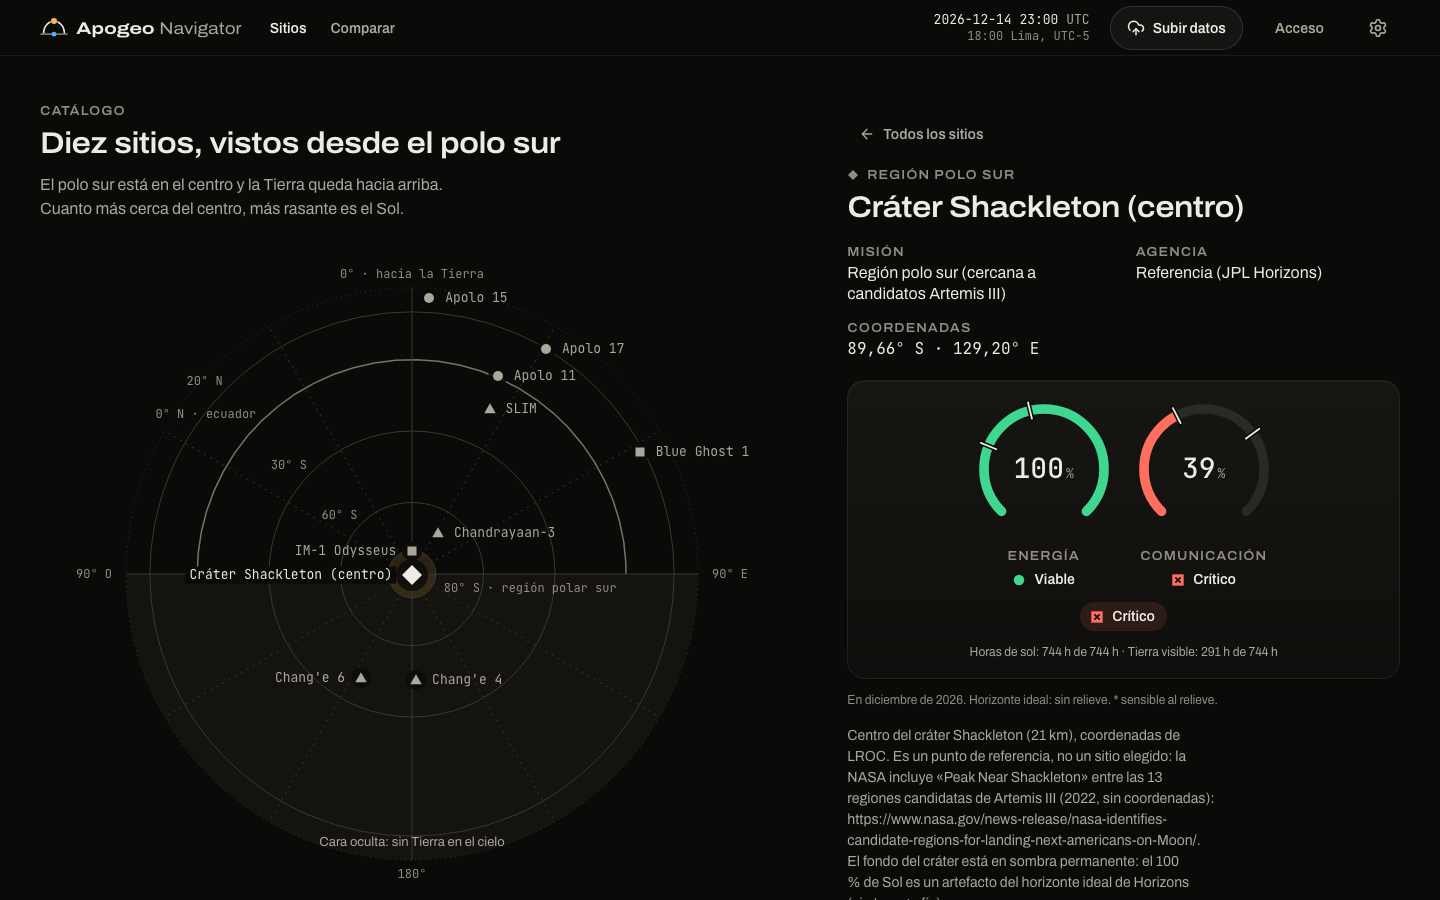 Apogeo Navigator
Sitios
Comparar
2026-12-14 23:00 UTC
18:00 Lima, UTC-5
Subir datos
Acceso
CATÁLOGO
Diez sitios, vistos desde el polo sur
El polo sur está en el centro y la Tierra queda hacia arriba.
Cuanto más cerca del centro, más rasante es el Sol.
0° · hacia la Tierra
Apolo 15
Apolo 17
Apolo 11
20° N
SLIM
0° N · ecuador
Blue Ghost 1
30° S
60° S
Chandrayaan-3
IM-1 Odysseus
90° O
Cráter Shackleton (centro)
90° E
80° S · región polar sur
Chang'e 6
Chang'e 4
Cara oculta: sin Tierra en el cielo
180°
Todos los sitios
REGIÓN POLO SUR
Cráter Shackleton (centro)
MISIÓN
Región polo sur (cercana a
candidatos Artemis III)
AGENCIA
Referencia (JPL Horizons)
COORDENADAS
89,66° S · 129,20° E
100%
39%
ENERGÍA
Viable
COMUNICACIÓN
Crítico
Crítico
Horas de sol: 744 h de 744 h · Tierra visible: 291 h de 744 h
En diciembre de 2026. Horizonte ideal: sin relieve. * sensible al relieve.
Centro del cráter Shackleton (21 km), coordenadas de
LROC. Es un punto de referencia, no un sitio elegido: la
NASA incluye «Peak Near Shackleton» entre las 13
regiones candidatas de Artemis III (2022, sin coordenadas):
https://www.nasa.gov/news-release/nasa-identifies-
candidate-regions-for-landing-next-americans-on-Moon/.
El fondo del cráter está en sombra permanente: el 100
% de Sol es un artefacto del horizonte ideal de Horizons